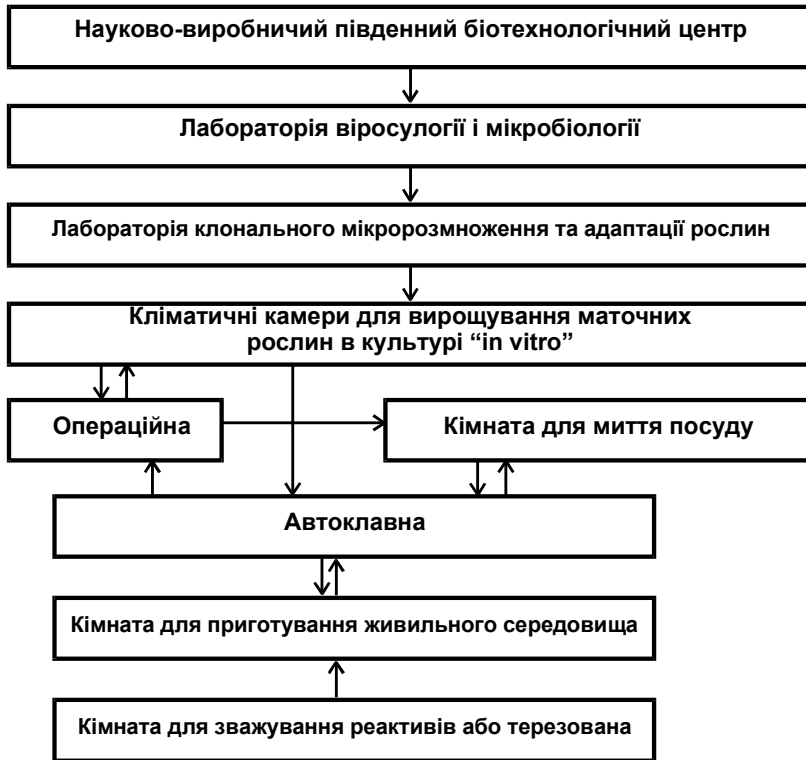 Науково-виробничий південний біотехнологічний центр
Лабораторія віросулогії і мікробіології
Лабораторія клонального мікророзмноження та адаптації рослин
Кліматичні камери для вирощування маточних
рослин в культурі “in vitro”
Операційна
Кімната для миття посуду
Автоклавна
Кімната для приготування живильного середовища
Кімната для зважування реактивів або терезована